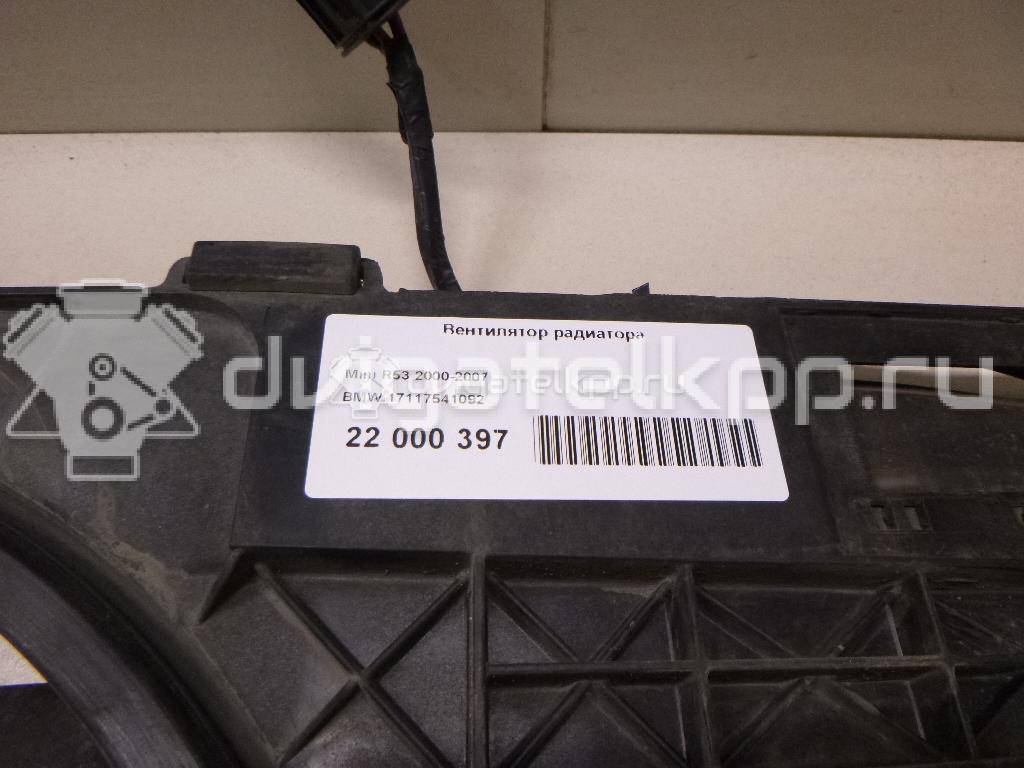 Вентилятор радиатора
Mini R53 2000-2007
BMW 17117541092
22 000 397
dvigatelkpp.ru